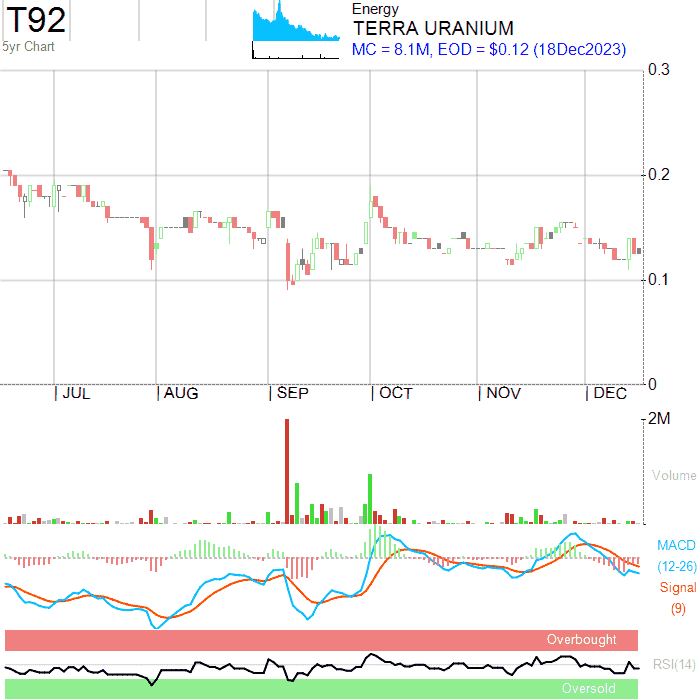 T92
5yr Chart
Energy
TERRA URANIUM
MC = 8.1M, EOD = $0.12 (18Dec2023)
0.3
0.2
0.1
0
JUL AUG SEP OCT NOV DEC
2M
Volume
MACD
(12-26)
Signal
(9)
Overbought
RSI(14)
Oversold